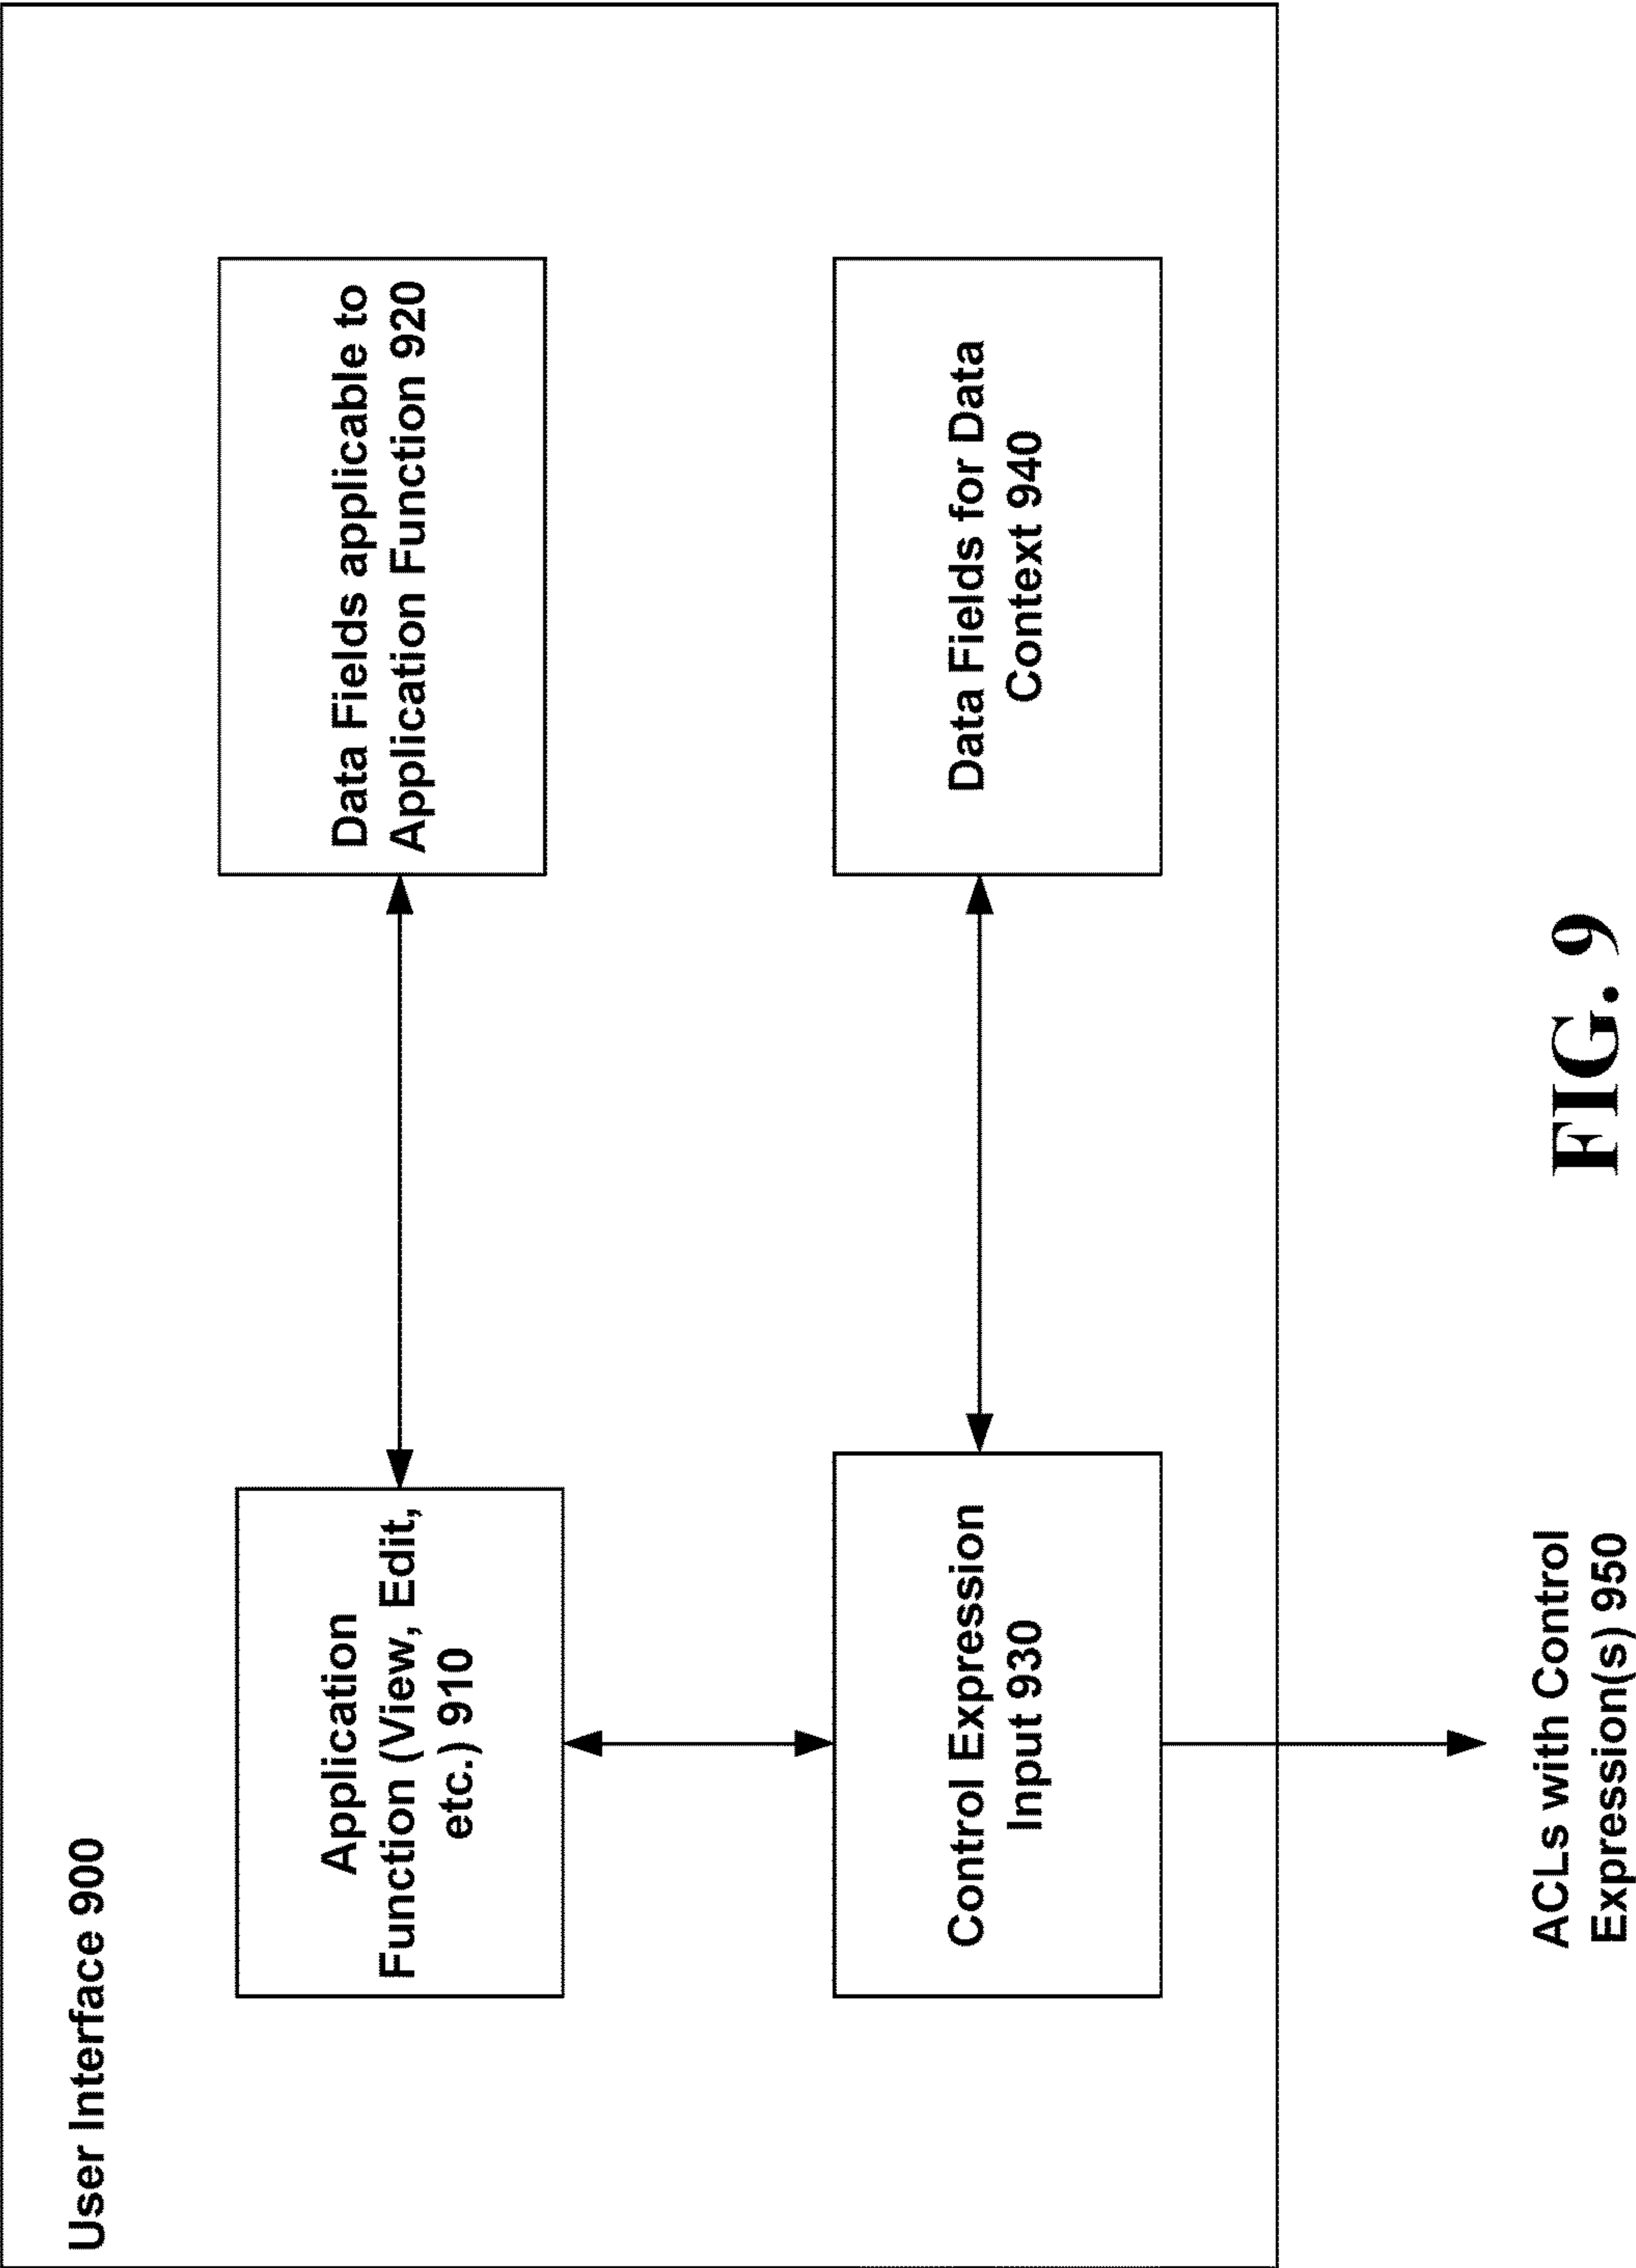 User Interface 900
Application
Function (View, Edit,
etc.) 910
Data Fields applicable to
Application Function 920
Control Expression
Input 930
Data Fields for Data
Context 940
ACLs with Control
Expression(s) 950
FIG. 9